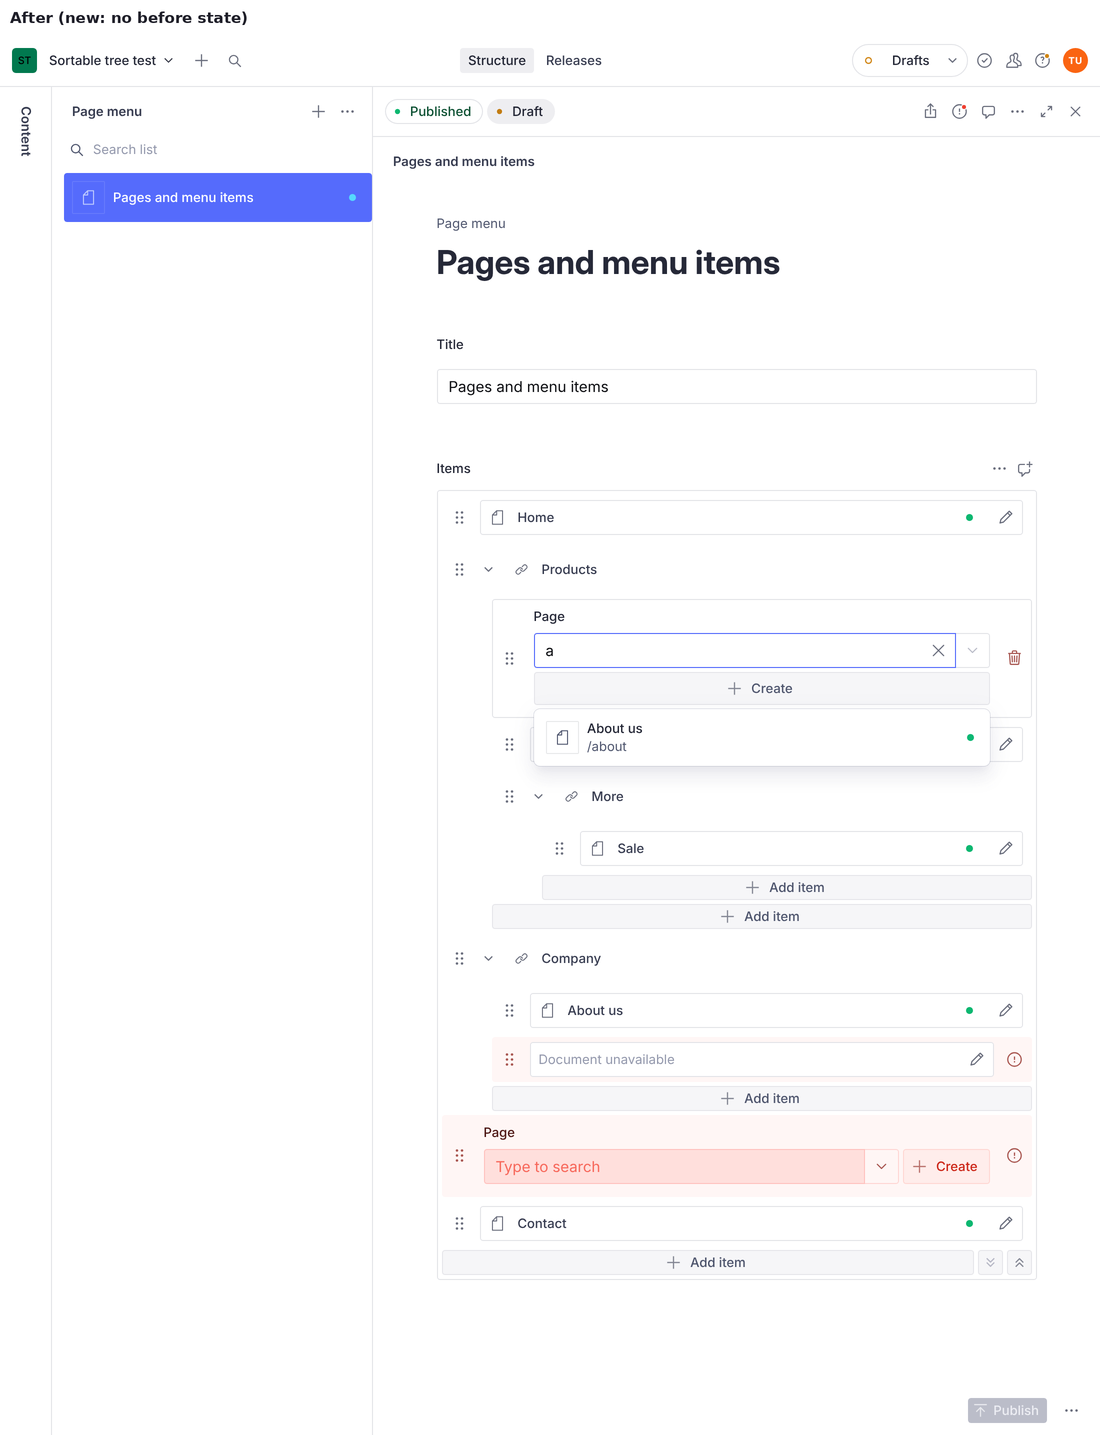 After (new: no before state)
ST Sortable tree test Structure Releases Drafts TU
Content
Page menu
Search list
Pages and menu items
Published Draft
Pages and menu items
Page menu
Pages and menu items
Title
Pages and menu items
Items
Home
Products
Page
a
Create
About us
/about
More
Sale
Add item
Add item
Company
About us
Document unavailable
Add item
Page
Type to search Create
Contact
Add item
Publish